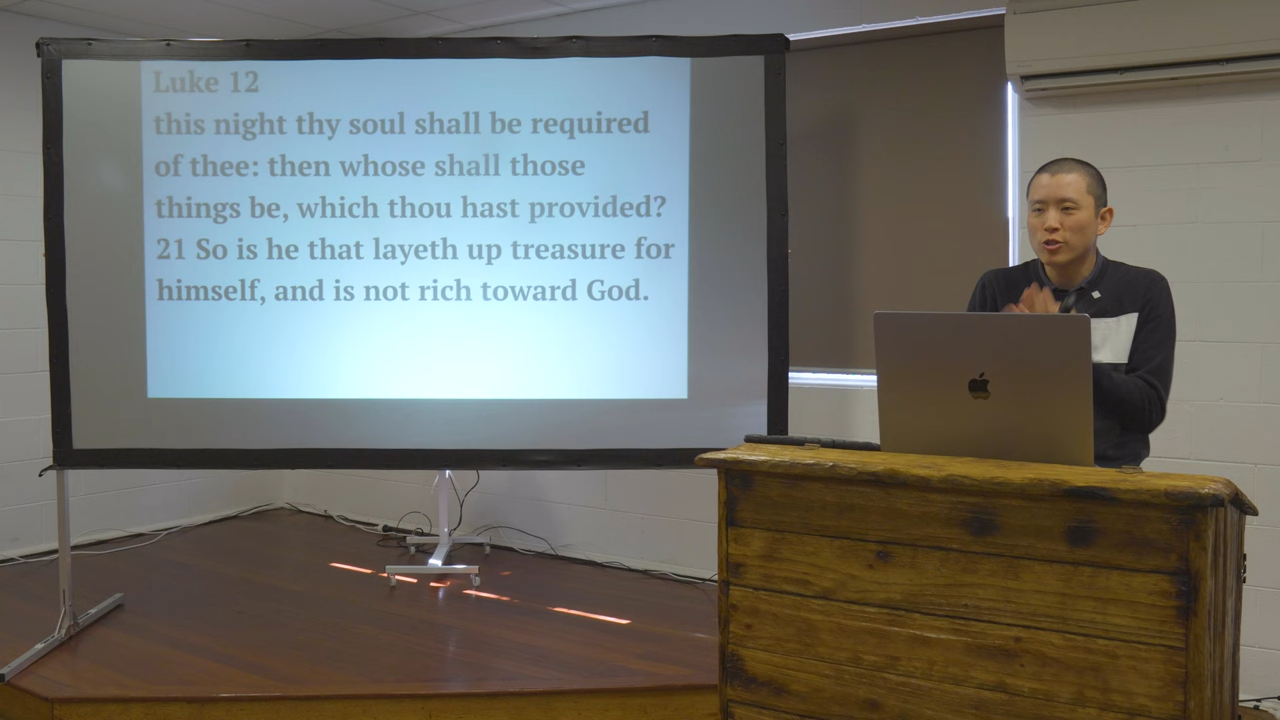 Luke 12
this night thy soul shall be required
of thee: then whose shall those
things be, which thou hast provided?
21 So is he that layeth up treasure for
himself, and is not rich toward God.